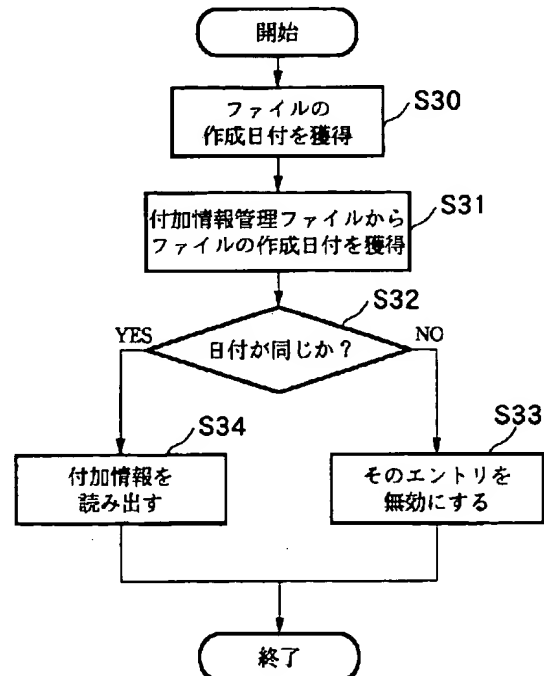 開始
ファイルの
作成日付を獲得
S30
付加情報管理ファイルから
ファイルの作成日付を獲得
S31
日付が同じか？
S32
YES
NO
付加情報を
読み出す
S34
そのエントリを
無効にする
S33
終了